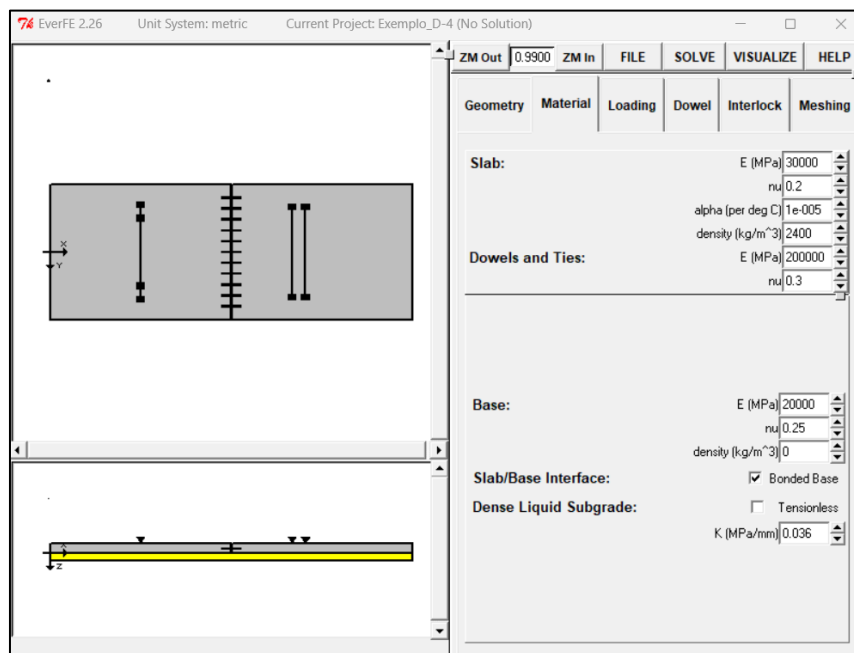 EverFE 2.26 Unit System: metric Current Project: Exemplo_D-4 (No Solution)
ZM Out 0.9900 ZM In FILE SOLVE VISUALIZE HELP
Geometry Material Loading Dowel Interlock Meshing
Slab: E (MPa) 30000
nu 0.2
alpha (per deg C) 1e-005
density (kg/m^3) 2400
Dowels and Ties: E (MPa) 200000
nu 0.3
X
Y
Base: E (MPa) 20000
nu 0.25
density (kg/m^3) 0
Slab/Base Interface: Bonded Base
Dense Liquid Subgrade: Tensionless
K (MPa/mm) 0.036
X
Z